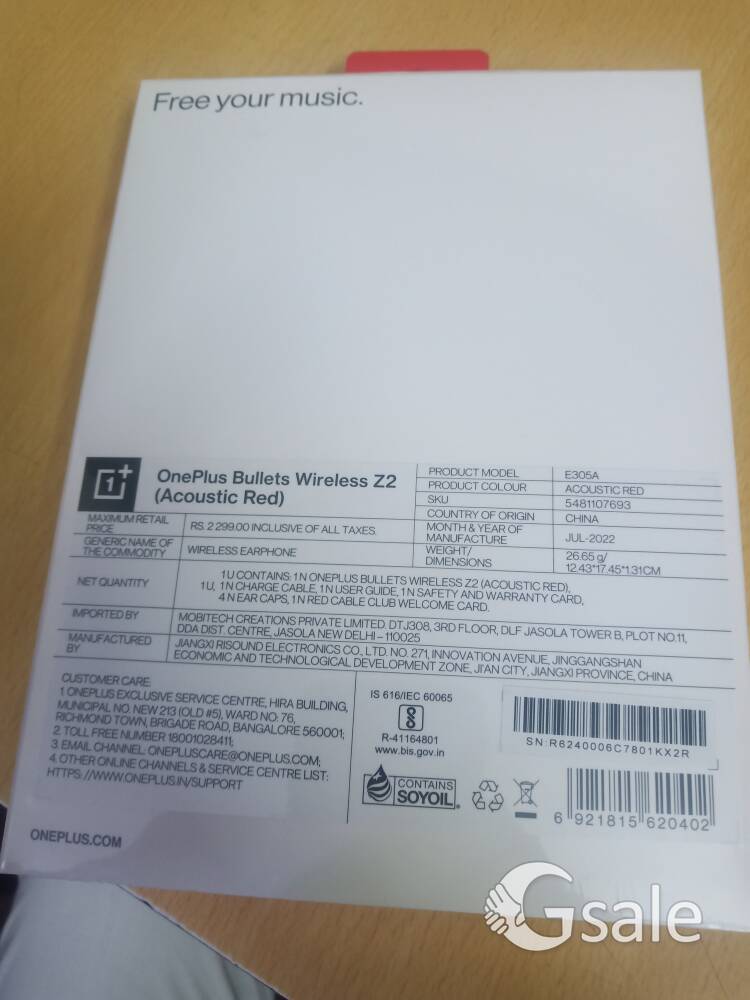 Free your music.
OnePlus Bullets Wireless Z2
(Acoustic Red)
PRODUCT MODEL E305A
PRODUCT COLOUR ACOUSTIC RED
SKU 5481107693
COUNTRY OF ORIGIN CHINA
MONTH & YEAR OF
MANUFACTURE JUL-2022
WEIGHT/
DIMENSIONS 26.65 g/
12.43*17.45*1.31CM
MAXIMUM RETAIL
PRICE RS. 2 299.00 INCLUSIVE OF ALL TAXES.
GENERIC NAME OF
THE COMMODITY WIRELESS EARPHONE
NET QUANTITY 1 U CONTAINS: 1 N ONEPLUS BULLETS WIRELESS Z2 (ACOUSTIC RED),
1U, 1 N CHARGE CABLE, 1 N USER GUIDE, 1 N SAFETY AND WARRANTY CARD,
4 N EAR CAPS, 1 N RED CABLE CLUB WELCOME CARD.
IMPORTED BY MOBITECH CREATIONS PRIVATE LIMITED. DTJ308, 3RD FLOOR, DLF JASOLA TOWER B, PLOT NO.11,
DDA DIST. CENTRE, JASOLA NEW DELHI – 110025
MANUFACTURED
BY JIANGXI RISOUND ELECTRONICS CO., LTD. NO. 271, INNOVATION AVENUE, JINGGANGSHAN
ECONOMIC AND TECHNOLOGICAL DEVELOPMENT ZONE, JI'AN CITY, JIANGXI PROVINCE, CHINA
CUSTOMER CARE:
1. ONEPLUS EXCLUSIVE SERVICE CENTRE, HIRA BUILDING,
MUNICIPAL NO. NEW 213 (OLD #5), WARD NO: 76,
RICHMOND TOWN, BRIGADE ROAD, BANGALORE 560001;
2. TOLL FREE NUMBER 18001028411;
3. EMAIL CHANNEL: ONEPLUSCARE@ONEPLUS.COM;
4. OTHER ONLINE CHANNELS & SERVICE CENTRE LIST:
HTTPS://WWW.ONEPLUS.IN/SUPPORT
IS 616/IEC 60065
R-41164801
www.bis.gov.in
CONTAINS
SOYOIL
SN:R6240006C7801KX2R
6 921815 620402
ONEPLUS.COM
Gsale